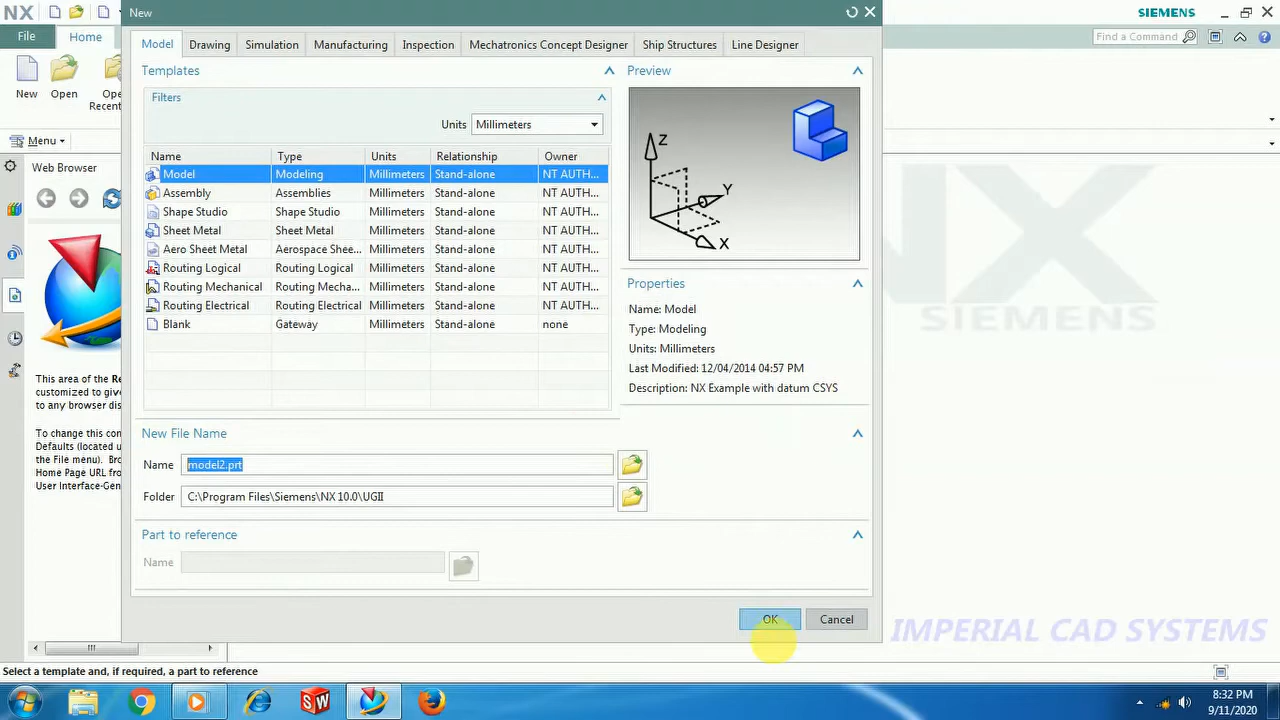 NX
New
SIEMENS
File
Home
Model
Drawing
Simulation
Manufacturing
Inspection
Mechatronics Concept Designer
Ship Structures
Line Designer
Find a Command
New
Open
Open
Recent
Menu
Web Browser
Templates
Filters
Units
Millimeters
Name Type Units Relationship Owner
Model Modeling Millimeters Stand-alone NT AUTH...
Assembly Assemblies Millimeters Stand-alone NT AUTH...
Shape Studio Shape Studio Millimeters Stand-alone NT AUTH...
Sheet Metal Sheet Metal Millimeters Stand-alone NT AUTH...
Aero Sheet Metal Aerospace Shee... Millimeters Stand-alone NT AUTH...
Routing Logical Routing Logical Millimeters Stand-alone NT AUTH...
Routing Mechanical Routing Mecha... Millimeters Stand-alone NT AUTH...
Routing Electrical Routing Electrical Millimeters Stand-alone NT AUTH...
Blank Gateway Millimeters Stand-alone none
Preview
Z
Y
X
Properties
Name: Model
Type: Modeling
Units: Millimeters
Last Modified: 12/04/2014 04:57 PM
Description: NX Example with datum CSYS
NX
SIEMENS
This area of the Re
customized to give
to any browser dis
To change this con
Defaults (located u
the File menu). Bro
Home Page URL from
User Interface-Gen
New File Name
Name model2.prt
Folder C:\Program Files\Siemens\NX 10.0\UGII
Part to reference
Name
OK
Cancel
IMPERIAL CAD SYSTEMS
Select a template and, if required, a part to reference
SW
8:32 PM
9/11/2020